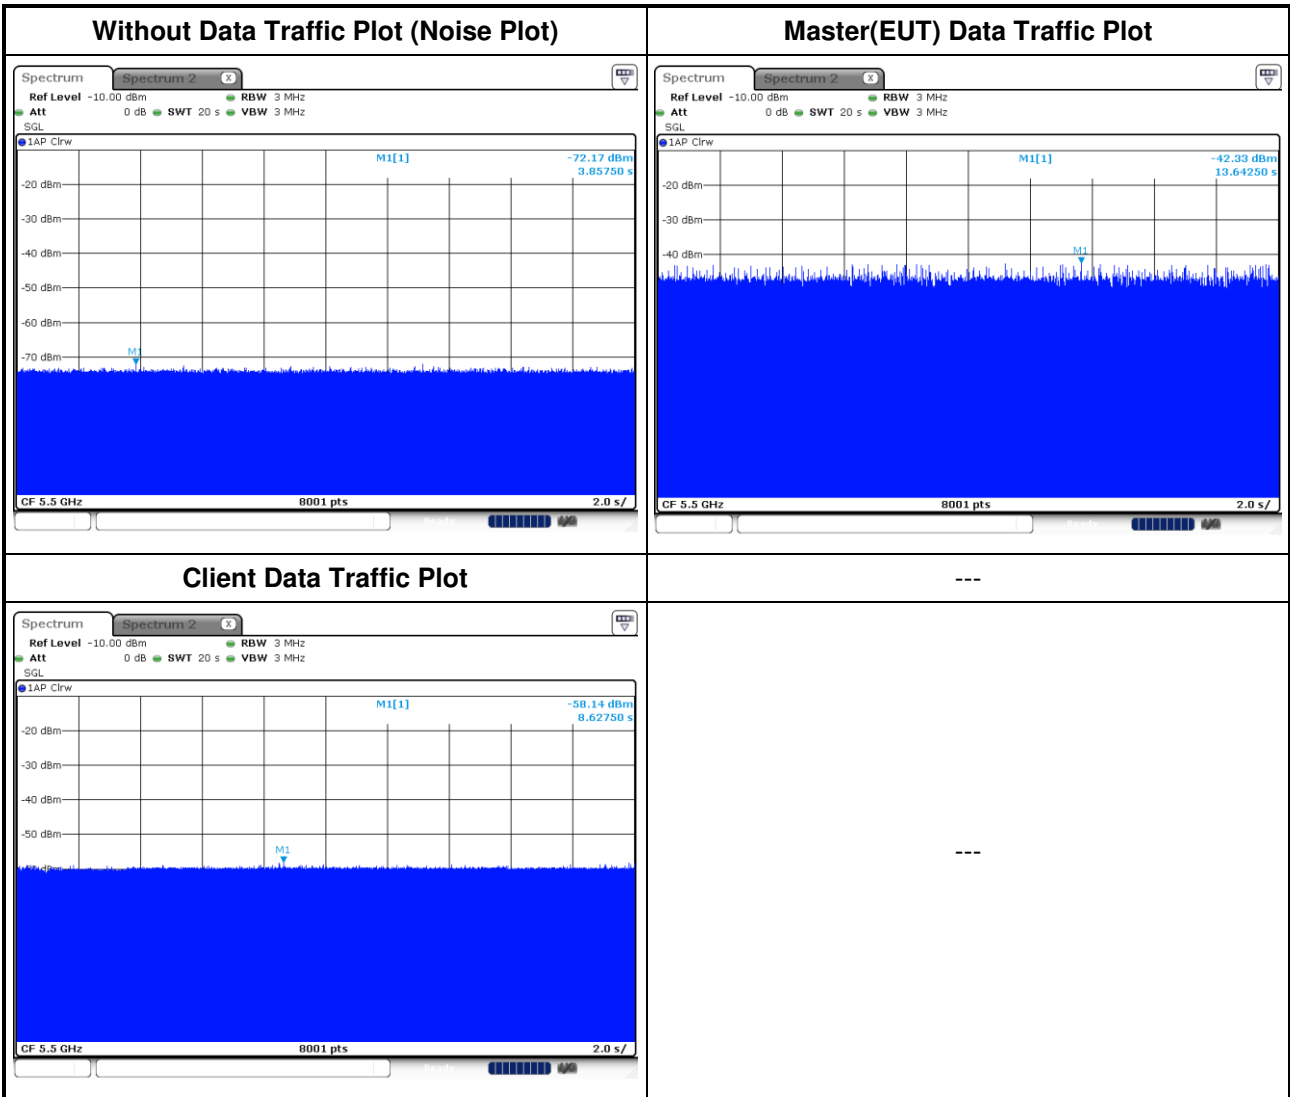 Without Data Traffic Plot (Noise Plot)
Spectrum Spectrum 2 X
Ref Level -10.00 dBm RBW 3 MHz
Att 0 dB SWT 20 s VBW 3 MHz
SGL
1AP Clrw
M1[1] -72.17 dBm
3.85750 s
-20 dBm
-30 dBm
-40 dBm
-50 dBm
-60 dBm
M1
-70 dBm
CF 5.5 GHz 8001 pts 2.0 s/
Ready
Master(EUT) Data Traffic Plot
Spectrum Spectrum 2 X
Ref Level -10.00 dBm RBW 3 MHz
Att 0 dB SWT 20 s VBW 3 MHz
SGL
1AP Clrw
M1[1] -42.33 dBm
13.64250 s
-20 dBm
-30 dBm
M1
-40 dBm
CF 5.5 GHz 8001 pts 2.0 s/
Ready
Client Data Traffic Plot
Spectrum Spectrum 2 X
Ref Level -10.00 dBm RBW 3 MHz
Att 0 dB SWT 20 s VBW 3 MHz
SGL
1AP Clrw
M1[1] -58.14 dBm
8.62750 s
-20 dBm
-30 dBm
-40 dBm
-50 dBm
M1
CF 5.5 GHz 8001 pts 2.0 s/
Ready
---
---